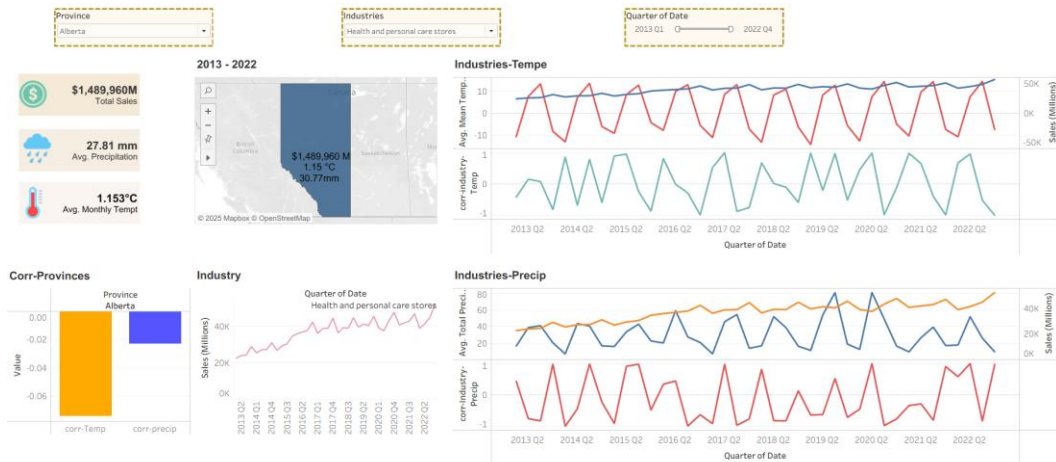 Province
Alberta
Industries
Health and personal care stores
Quarter of Date
2013 Q1
2022 Q4
$1,489,960M
Total Sales
27.81 mm
Avg. Precipitation
1.153°C
Avg. Monthly Tempt
2013 - 2022
Canada
British
Columbia
Saskatchewan
$1,489,960 M
1.15 °C
30.77mm
© 2025 Mapbox © OpenStreetMap
Industries-Tempe
Avg. Mean Temp..
10
0
-10
50K
0K
-50K
Sales (Millions)
corr-industry-
Temp
1
0
-1
2013 Q2
2014 Q2
2015 Q2
2016 Q2
2017 Q2
2018 Q2
2019 Q2
2020 Q2
2021 Q2
2022 Q2
Quarter of Date
Corr-Provinces
Province
Alberta
Value
0.00
-0.02
-0.04
-0.06
corr-Temp
corr-precip
Industry
Quarter of Date
Health and personal care stores
Sales (Millions)
40K
20K
0K
2013 Q2
2014 Q1
2014 Q4
2015 Q3
2016 Q2
2017 Q1
2017 Q4
2018 Q3
2019 Q2
2020 Q1
2020 Q4
2021 Q3
2022 Q2
Industries-Precip
Avg. Total Preci..
80
60
40
20
40K
20K
0K
Sales (Millions)
corr-industry-
Precip
1
0
-1
2013 Q2
2014 Q2
2015 Q2
2016 Q2
2017 Q2
2018 Q2
2019 Q2
2020 Q2
2021 Q2
2022 Q2
Quarter of Date